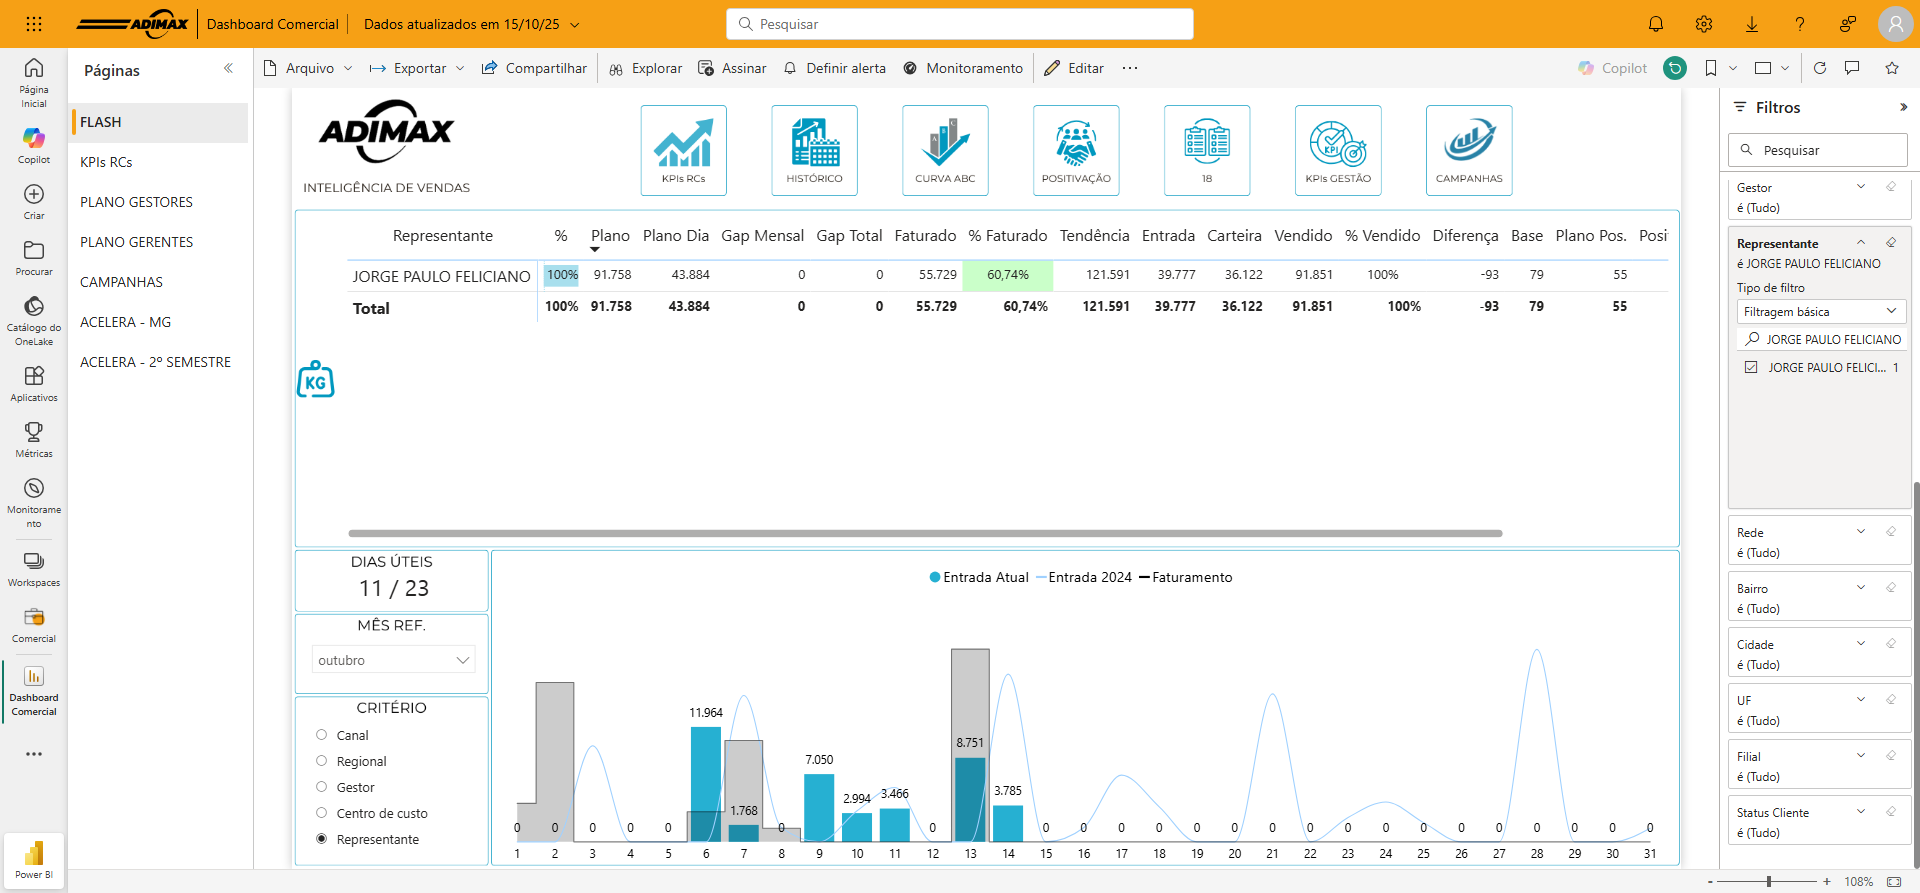 ADIMAX
Dashboard Comercial
Dados atualizados em 15/10/25
Pesquisar
Arquivo
Exportar
Compartilhar
Explorar
Assinar
Definir alerta
Monitoramento
Editar
Copilot
Página
Inicial
Copilot
Criar
Procurar
Catálogo do
OneLake
Aplicativos
Métricas
Monitorame
nto
Workspaces
Comercial
Dashboard
Comercial
Power BI
Páginas
FLASH
KPIs RCs
PLANO GESTORES
PLANO GERENTES
CAMPANHAS
ACELERA - MG
ACELERA - 2º SEMESTRE
ADIMAX
INTELIGÊNCIA DE VENDAS
KPIs RCs
HISTÓRICO
A B C
CURVA ABC
POSITIVAÇÃO
18
KPI
KPIs GESTÃO
CAMPANHAS
Representante % Plano Plano Dia Gap Mensal Gap Total Faturado % Faturado Tendência Entrada Carteira Vendido % Vendido Diferença Base Plano Pos. Posi
JORGE PAULO FELICIANO 100% 91.758 43.884 0 0 55.729 60,74% 121.591 39.777 36.122 91.851 100% -93 79 55
Total 100% 91.758 43.884 0 0 55.729 60,74% 121.591 39.777 36.122 91.851 100% -93 79 55
KG
DIAS ÚTEIS
11 / 23
MÊS REF.
outubro
CRITÉRIO
Canal
Regional
Gestor
Centro de custo
Representante
Entrada Atual Entrada 2024 Faturamento
11.964
8.751
7.050
3.785
3.466
2.994
1.768
0 0 0 0 0 0 0 0 0 0 0 0 0 0 0 0 0 0 0 0 0 0 0 0
1 2 3 4 5 6 7 8 9 10 11 12 13 14 15 16 17 18 19 20 21 22 23 24 25 26 27 28 29 30 31
Filtros
Pesquisar
Gestor
é (Tudo)
Representante
é JORGE PAULO FELICIANO
Tipo de filtro
Filtragem básica
JORGE PAULO FELICIANO
JORGE PAULO FELICI... 1
Rede
é (Tudo)
Bairro
é (Tudo)
Cidade
é (Tudo)
UF
é (Tudo)
Filial
é (Tudo)
Status Cliente
é (Tudo)
- + 108%